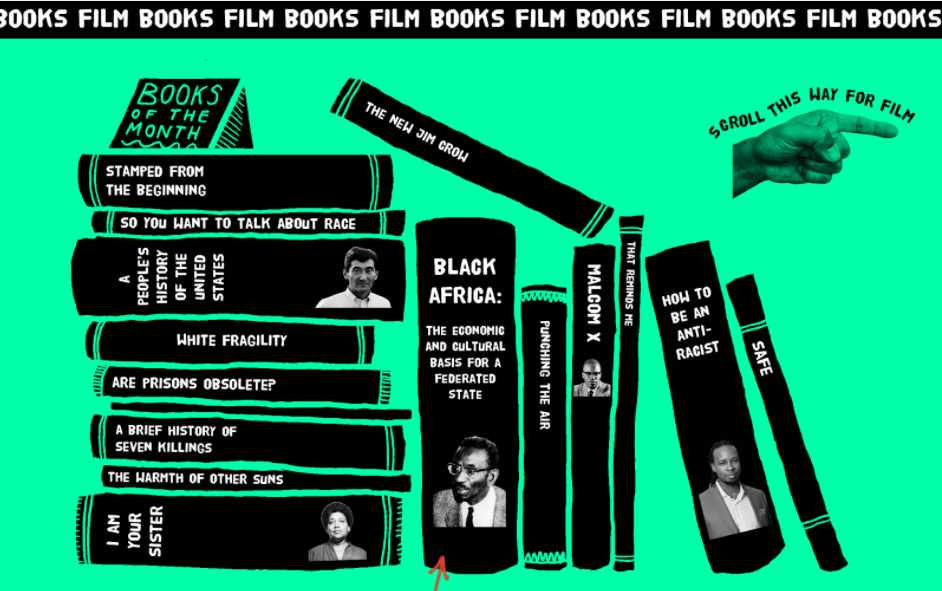 BOOKS FILM BOOKS FILM BOOKS FILM BOOKS FILM BOOKS FILM BOOKS FILM BOOKS
BOOKS
OF THE
MONTH
SCROLL THIS WAY FOR FILM
THE NEW JIM CROW
STAMPED FROM
THE BEGINNING
SO YOU WANT TO TALK ABOUT RACE
A
PEOPLE'S
HISTORY
OF THE
UNITED
STATES
WHITE FRAGILITY
ARE PRISONS OBSOLETE?
A BRIEF HISTORY OF
SEVEN KILLINGS
THE WARMTH OF OTHER SUNS
I AM
YOUR
SISTER
BLACK
AFRICA:
THE ECONOMIC
AND CULTURAL
BASIS FOR A
FEDERATED
STATE
PUNCHING THE AIR
MALCOM X
THAT REMINDS ME
HOW TO
BE AN
ANTI-
RACIST
SAFE